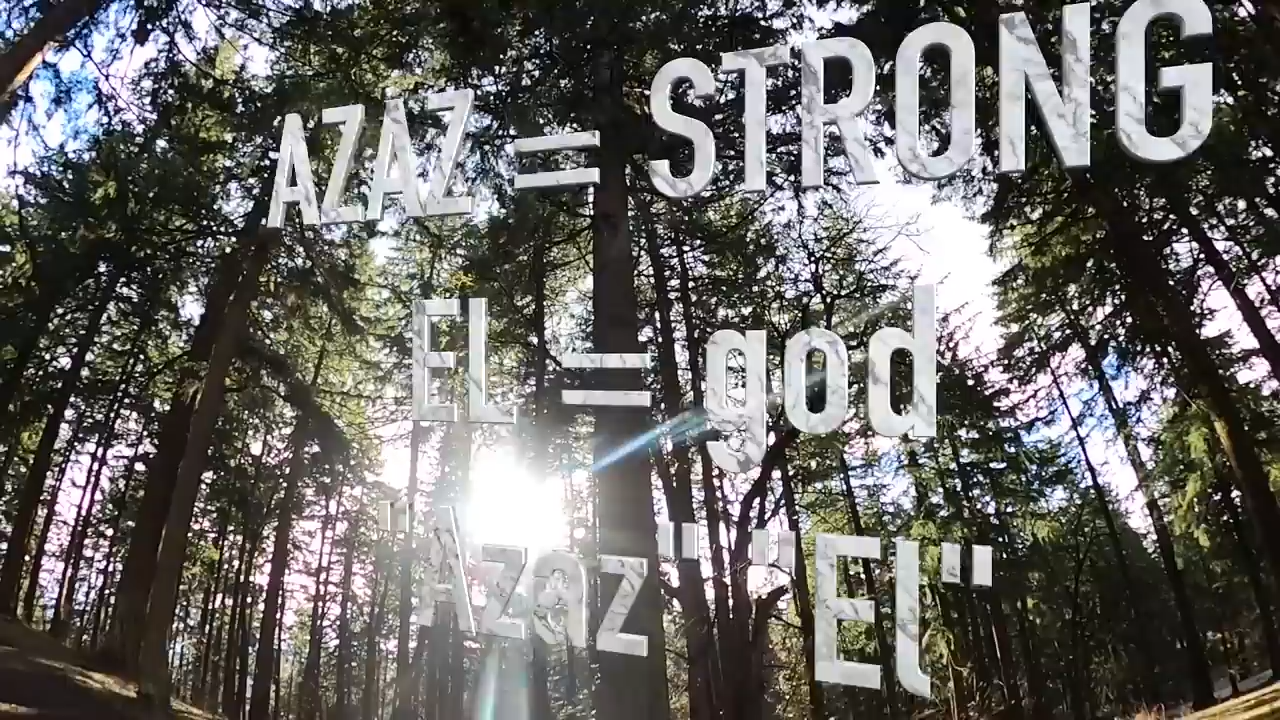 AZAZ = STRONG
EL = god
"Azaz" "El"